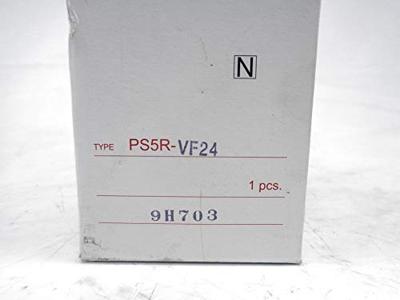 N
TYPE PS5R-VF24
1 pcs.
9H703